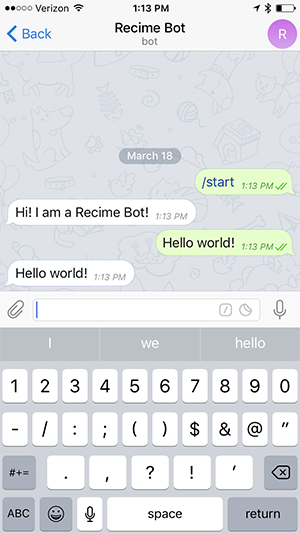 Verizon 1:13 PM
Back Recime Bot R
bot
March 18
/start 1:13 PM
Hi! I am a Recime Bot! 1:13 PM
Hello world! 1:13 PM
Hello world! 1:13 PM
I we hello
1 2 3 4 5 6 7 8 9 0
- / : ; ( ) $ & @ "
#+= . , ? ! '
ABC space return